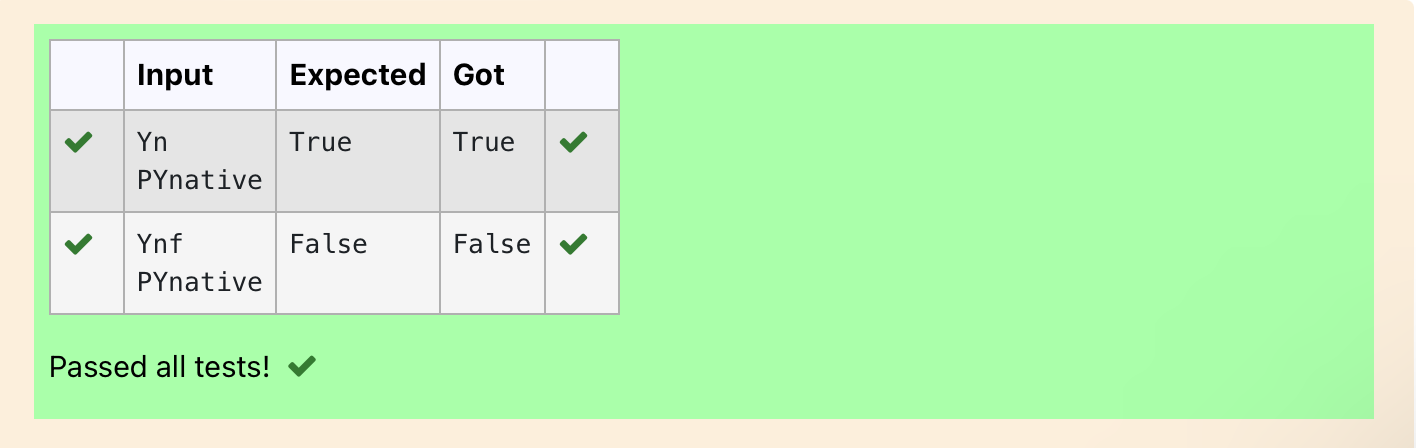 Input Expected Got
Yn True True
PYnative
Ynf False False
PYnative
Passed all tests!